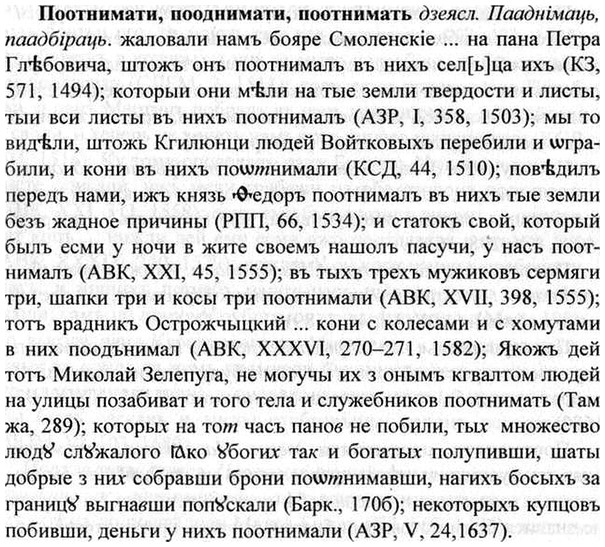 Поотнимати, пооднимати, поотнимать дзеясл. Пааднімаць,
паадбіраць. жаловали намъ бояре Смоленскіе ... на пана Петра
Глѣбовича, штожъ онъ поотнималъ в нихъ сел[ь]ца ихъ (КЗ,
571, 1494); которыи они мѣли на тые земли твердости и листы,
тыи вси листы въ нихъ поотнималъ (АЗР, I, 358, 1503); мы то
видѣли, штожь Кгилюнци людей Войтковыхъ перебили и ѡгра-
били, и кони в нихъ поѡтнимали (КСД, 44, 1510); повѣдилъ
передъ нами, ижъ князь Ѳедоръ поотнималъ въ нихъ тые земли
безъ жадное причины (РПП, 66, 1534); и статокъ свой, который
былъ есми у ночи в жите своемъ нашолъ пасучи, у насъ поот-
нималъ (АВК, XXI, 45, 1555); въ тыхъ трехъ мужиковъ сермяги
три, шапки три и косы три поотнимали (АВК, XVII, 398, 1555);
тотъ врадникъ Острожчыцкий ... кони с колесами и с хомутами
в них поодънимал (АВК, XXXVI, 270–271, 1582); Якожъ дей
тотъ Миколай Зелепуга, не могучы их з онымъ кгвалтом людей
на улицы позабиват и того тела и служебников поотнимать (Там
жа, 289); которых на том часъ панов не побили, тых множество
людꙋ слꙋжалого ꙗко ꙋбогих так и богатых полупивши, шаты
добрые з них собравши брони поѡтнимавши, нагих босыхъ за
границꙋ выгнавши попꙋскали (Барк., 170б); некоторыхъ купцовъ
побивши, деньги у нихъ поотнимали (АЗР, V, 24,1637).